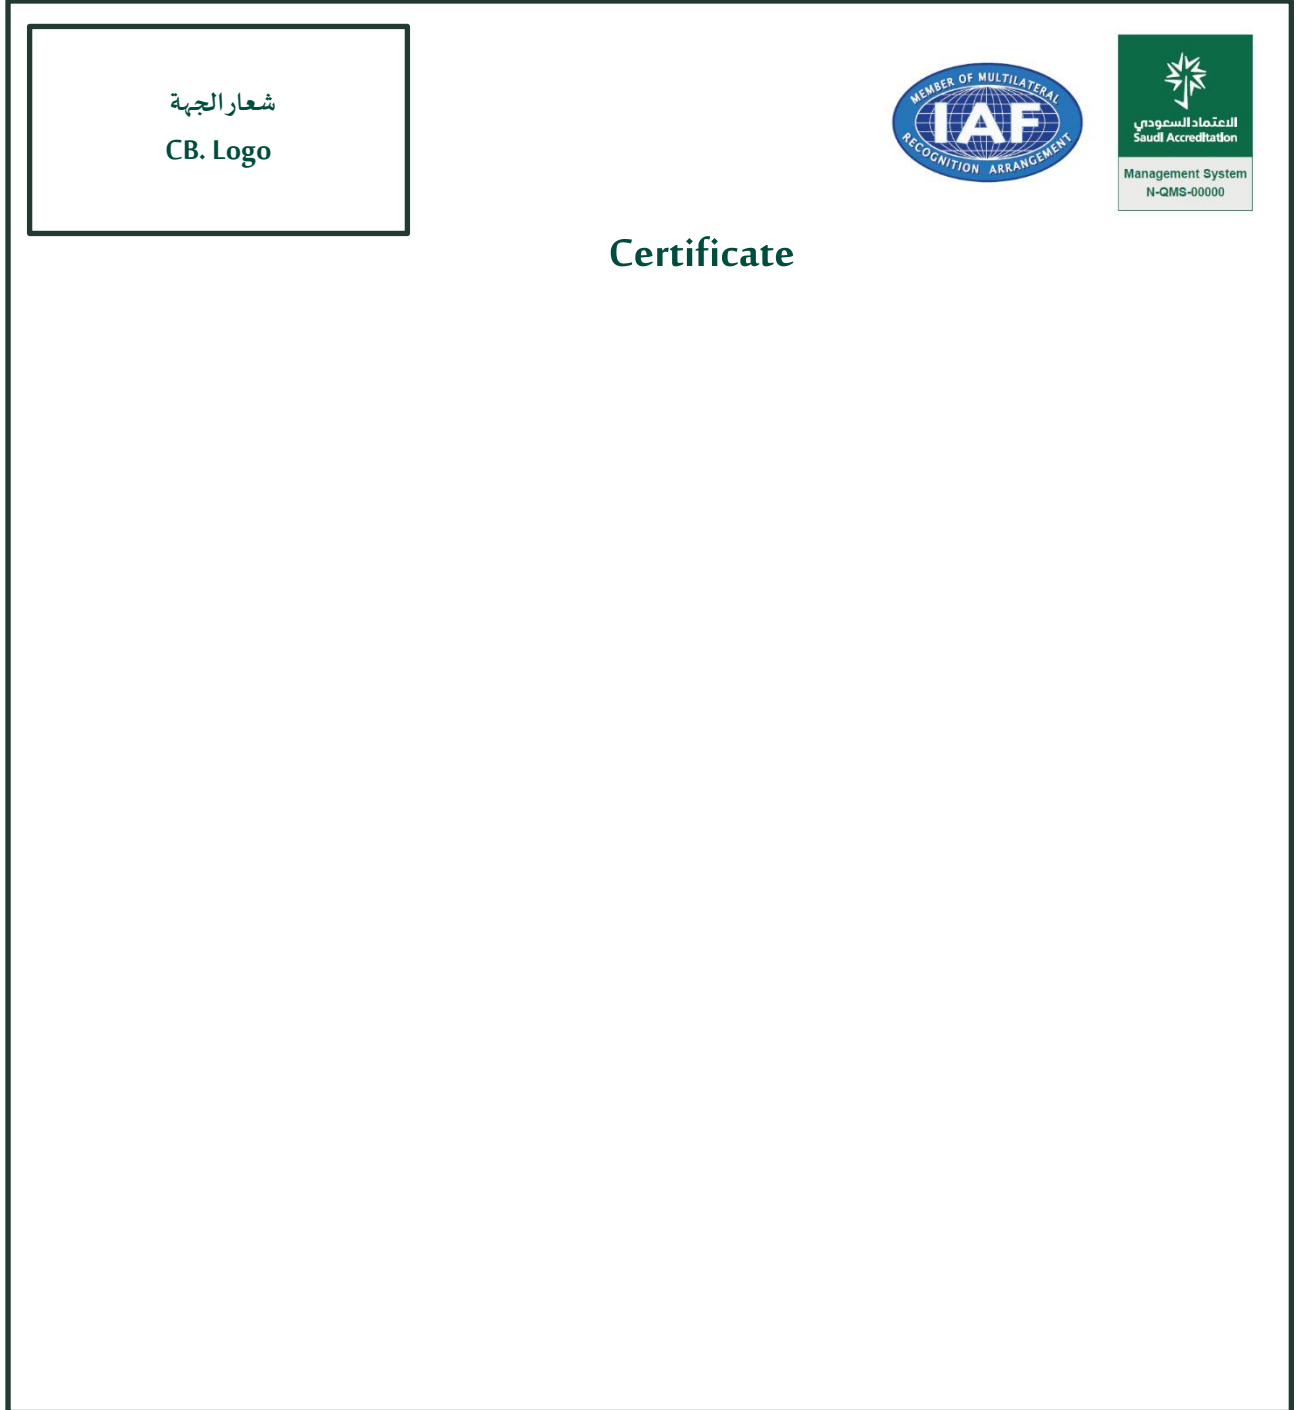 شعار الجهة
CB. Logo
MEMBER OF MULTILATERAL
IAF
RECOGNITION ARRANGEMENT
الاعتماد السعودي
Saudi Accreditation
Management System
N-QMS-00000
Certificate